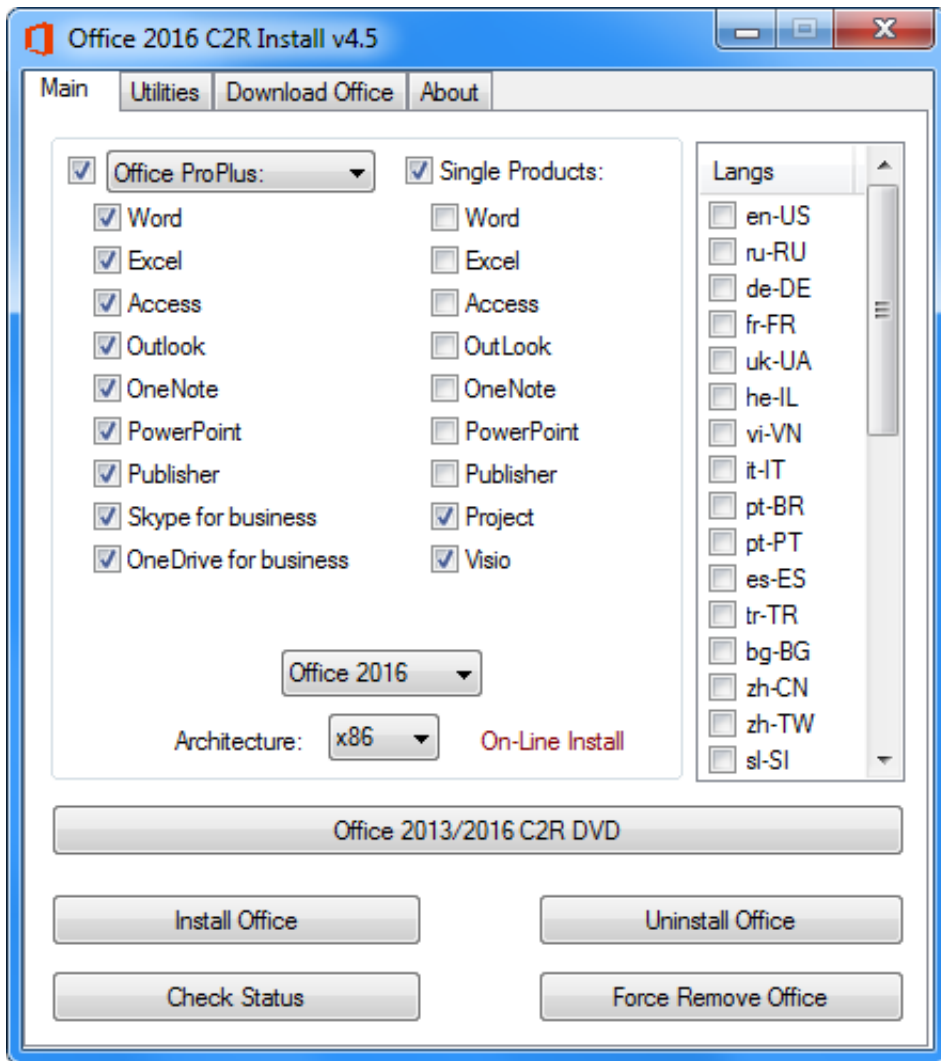 Office 2016 C2R Install v4.5
Main Utilities Download Office About
Office ProPlus:
Word
Excel
Access
Outlook
OneNote
PowerPoint
Publisher
Skype for business
OneDrive for business
Single Products:
Word
Excel
Access
OutLook
OneNote
PowerPoint
Publisher
Project
Visio
Office 2016
Architecture: x86 On-Line Install
Langs
en-US
ru-RU
de-DE
fr-FR
uk-UA
he-IL
vi-VN
it-IT
pt-BR
pt-PT
es-ES
tr-TR
bg-BG
zh-CN
zh-TW
sl-SI
Office 2013/2016 C2R DVD
Install Office Uninstall Office
Check Status Force Remove Office